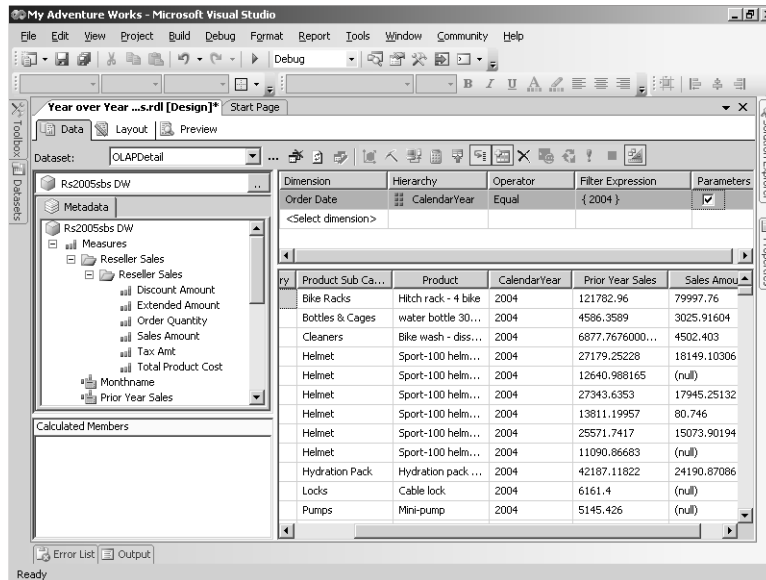 My Adventure Works - Microsoft Visual Studio
File Edit View Project Build Debug Format Report Tools Window Community Help
Debug
B I U A
Year over Year ...s.rdl [Design]* Start Page
Data Layout Preview
Dataset: OLAPDetail ...
Toolbox
Datasets
Solution Explorer
Properties
Rs2005sbs DW ..
Metadata
Rs2005sbs DW
Measures
Reseller Sales
Reseller Sales
Discount Amount
Extended Amount
Order Quantity
Sales Amount
Tax Amt
Total Product Cost
Monthname
Prior Year Sales
Calculated Members
Dimension Hierarchy Operator Filter Expression Parameters
Order Date CalendarYear Equal { 2004 }
<Select dimension>
ry Product Sub Ca... Product CalendarYear Prior Year Sales Sales Amou
Bike Racks Hitch rack - 4 bike 2004 121782.96 79997.76
Bottles & Cages water bottle 30... 2004 4586.3589 3025.91604
Cleaners Bike wash - diss... 2004 6877.7676000... 4502.403
Helmet Sport-100 helm... 2004 27179.25228 18149.10306
Helmet Sport-100 helm... 2004 12640.988165 (null)
Helmet Sport-100 helm... 2004 27343.6353 17945.25132
Helmet Sport-100 helm... 2004 13811.19957 80.746
Helmet Sport-100 helm... 2004 25571.7417 15073.90194
Helmet Sport-100 helm... 2004 11090.86683 (null)
Hydration Pack Hydration pack ... 2004 42187.11822 24190.87086
Locks Cable lock 2004 6161.4 (null)
Pumps Mini-pump 2004 5145.426 (null)
Error List Output
Ready